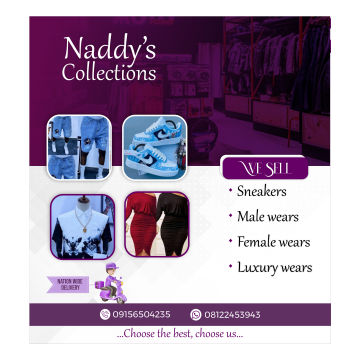 Naddy's
Collections
WE SELL
• Sneakers
• Male wears
• Female wears
• Luxury wears
NATION WIDE
DELIVERY
09156504235 08122453943
...Choose the best, choose us...